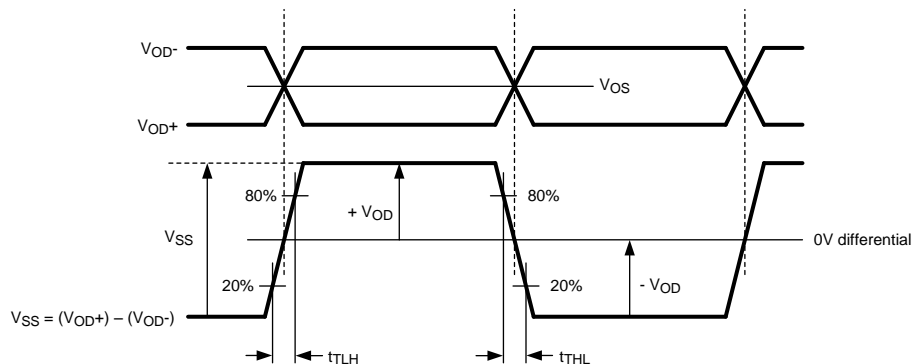 VOD-
VOS
VOD+
80%
80%
+ VOD
VSS
0V differential
20%
20%
- VOD
VSS = (VOD+) – (VOD-)
tTLH
tTHL